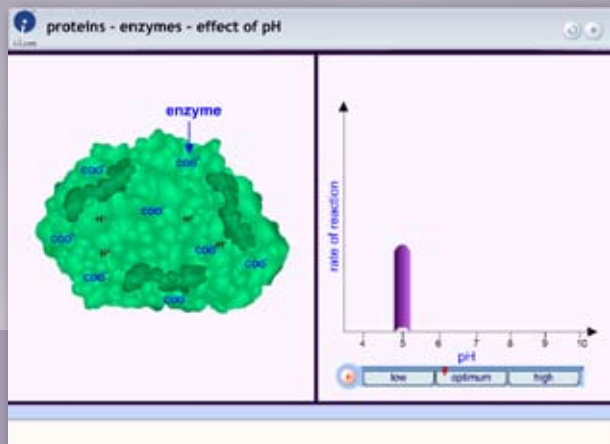 proteins - enzymes - effect of pH
enzyme
COO⁻
COO⁻
H⁺
COO⁻
H⁺
COO⁻
H⁺
COO⁻
H⁺
COO⁻
COO⁻
COO⁻
rate of reaction
4 5 6 7 8 9 10
pH
low optimum high